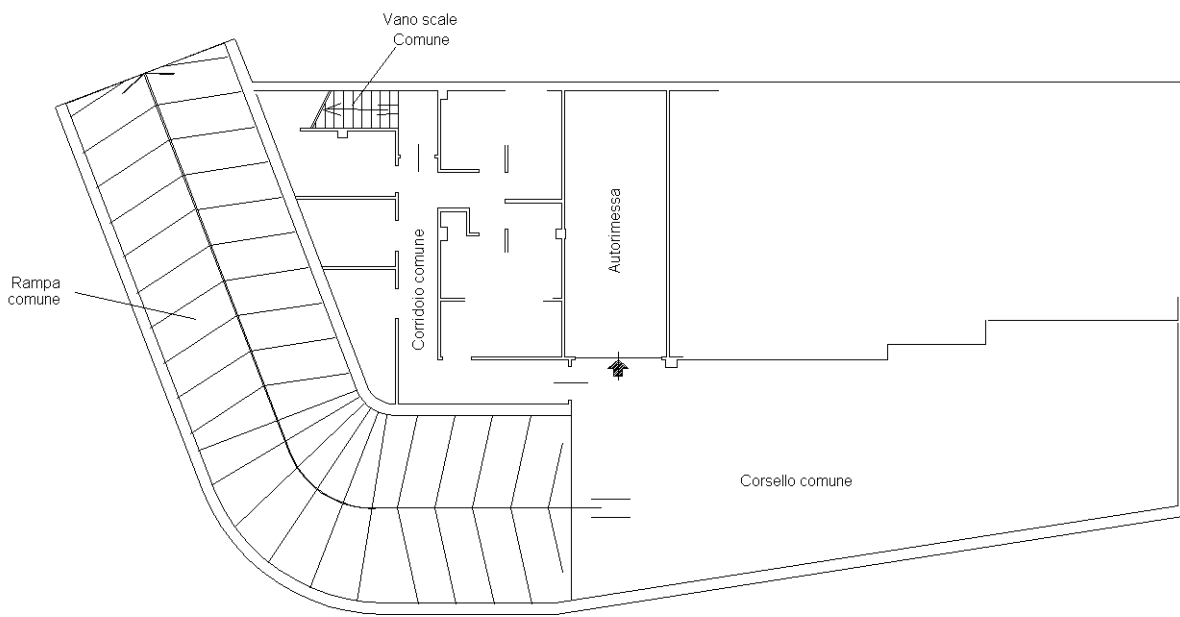 Vano scale
Comune
Autorimessa
Corridoio comune
Rampa
comune
Corsello comune